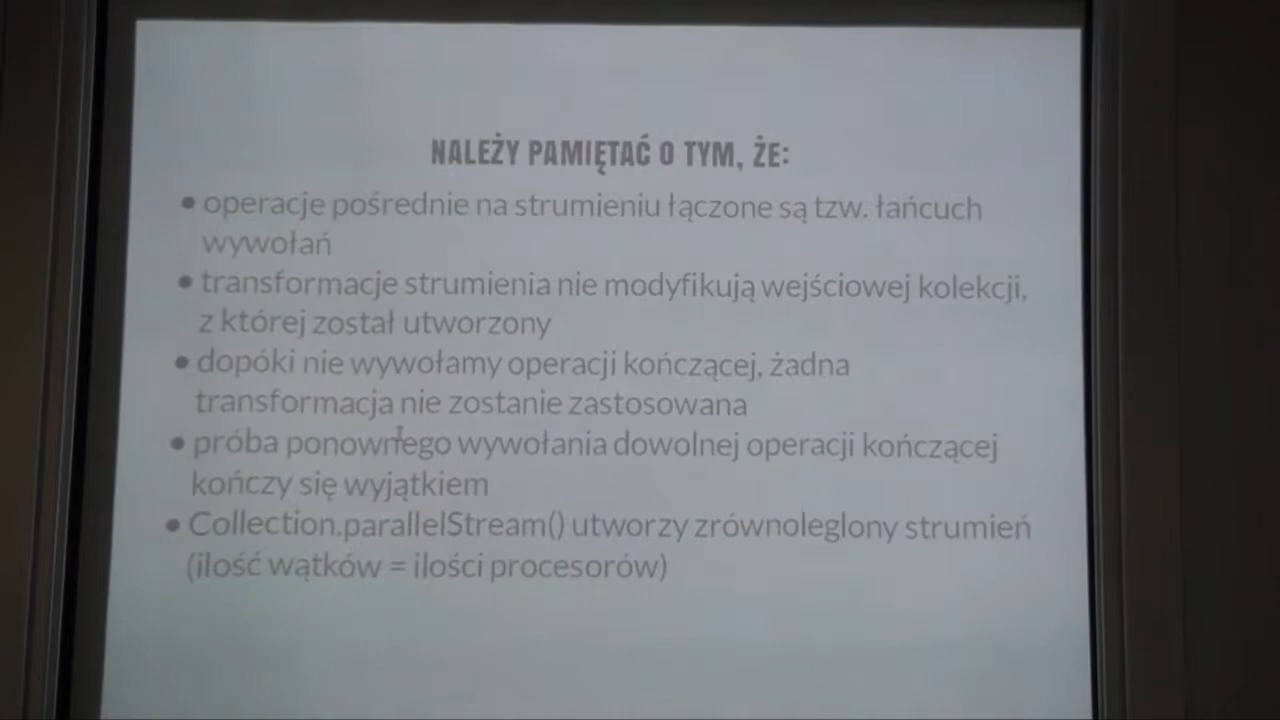 NALEŻY PAMIĘTAĆ O TYM, ŻE:
• operacje pośrednie na strumieniu łączone są tzw. łańcuch
wywołań
• transformacje strumienia nie modyfikują wejściowej kolekcji,
z której został utworzony
• dopóki nie wywołamy operacji kończącej, żadna
transformacja nie zostanie zastosowana
• próba ponownego wywołania dowolnej operacji kończącej
kończy się wyjątkiem
• Collection.parallelStream() utworzy zrównoleglony strumień
(ilość wątków = ilości procesorów)